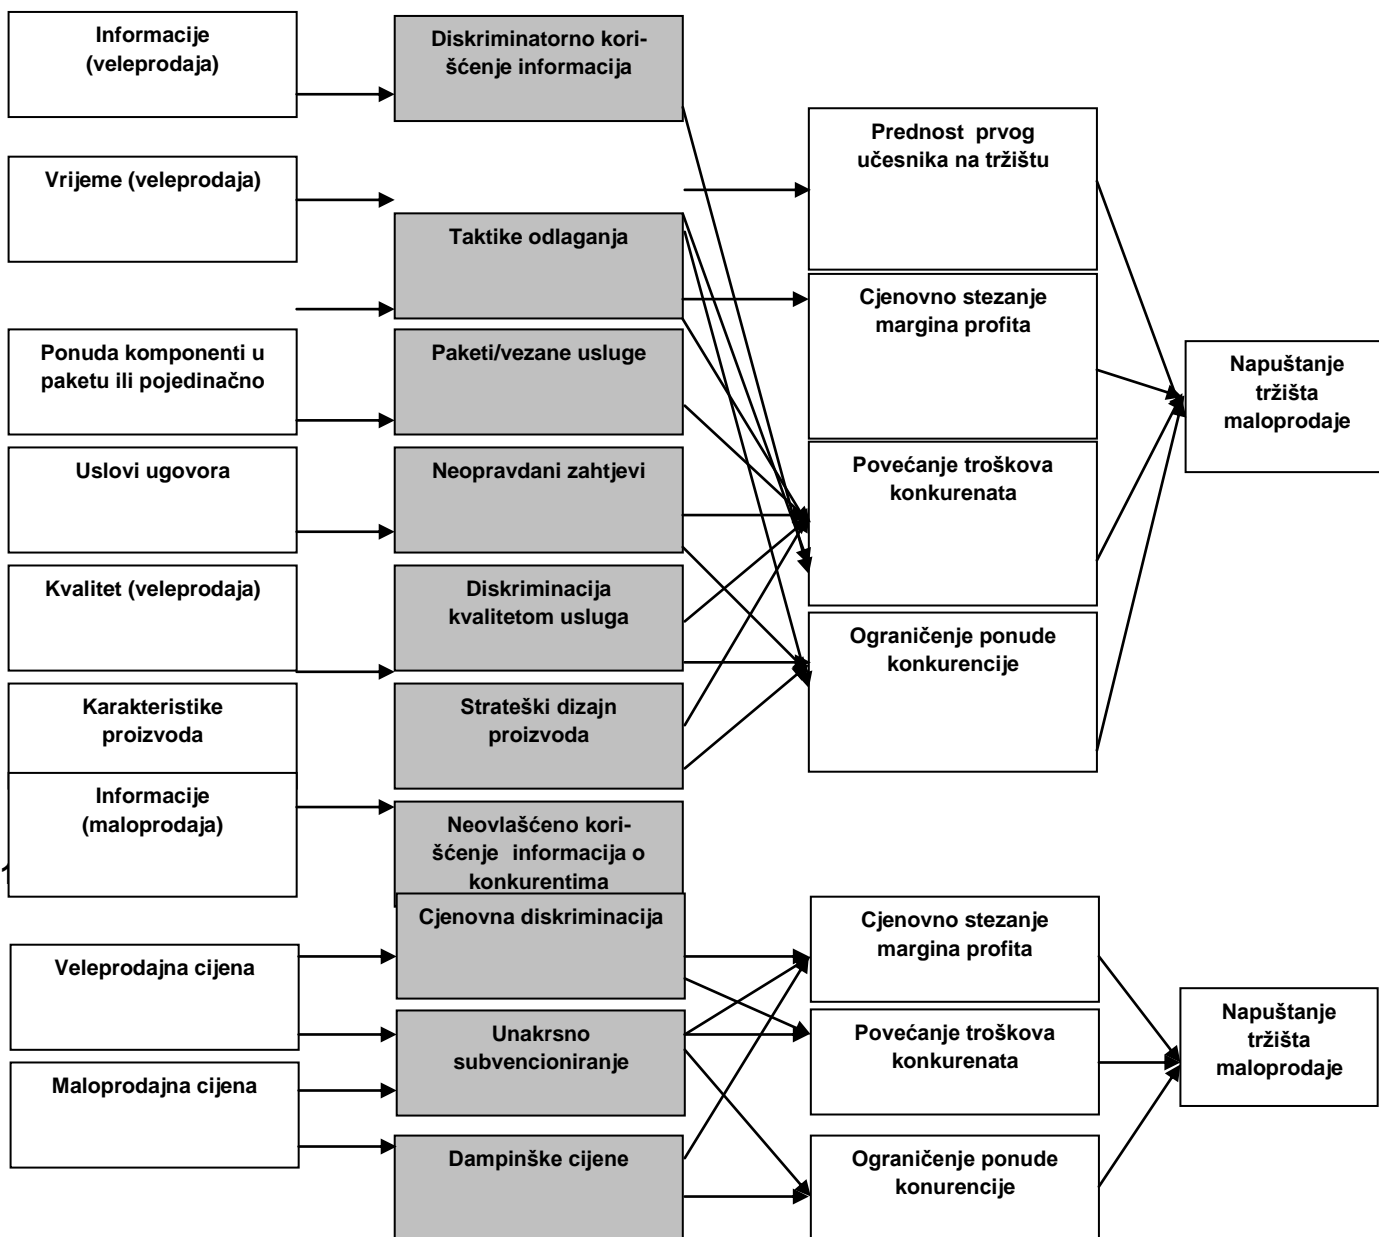 Informacije
(veleprodaja)
Vrijeme (veleprodaja)
Ponuda komponenti u
paketu ili pojedinačno
Uslovi ugovora
Kvalitet (veleprodaja)
Karakteristike
proizvoda
Informacije
(maloprodaja)
Diskriminatorno kori-
šćenje informacija
Taktike odlaganja
Paketi/vezane usluge
Neopravdani zahtjevi
Diskriminacija
kvalitetom usluga
Strateški dizajn
proizvoda
Neovlašćeno kori-
šćenje informacija o
konkurentima
Prednost prvog
učesnika na tržištu
Cjenovno stezanje
margina profita
Povećanje troškova
konkurenata
Ograničenje ponude
konkurencije
Napuštanje
tržišta
maloprodaje
Veleprodajna cijena
Maloprodajna cijena
Cjenovna diskriminacija
Unakrsno
subvencioniranje
Dampinške cijene
Cjenovno stezanje
margina profita
Povećanje troškova
konkurenata
Ograničenje ponude
konurencije
Napuštanje
tržišta
maloprodaje